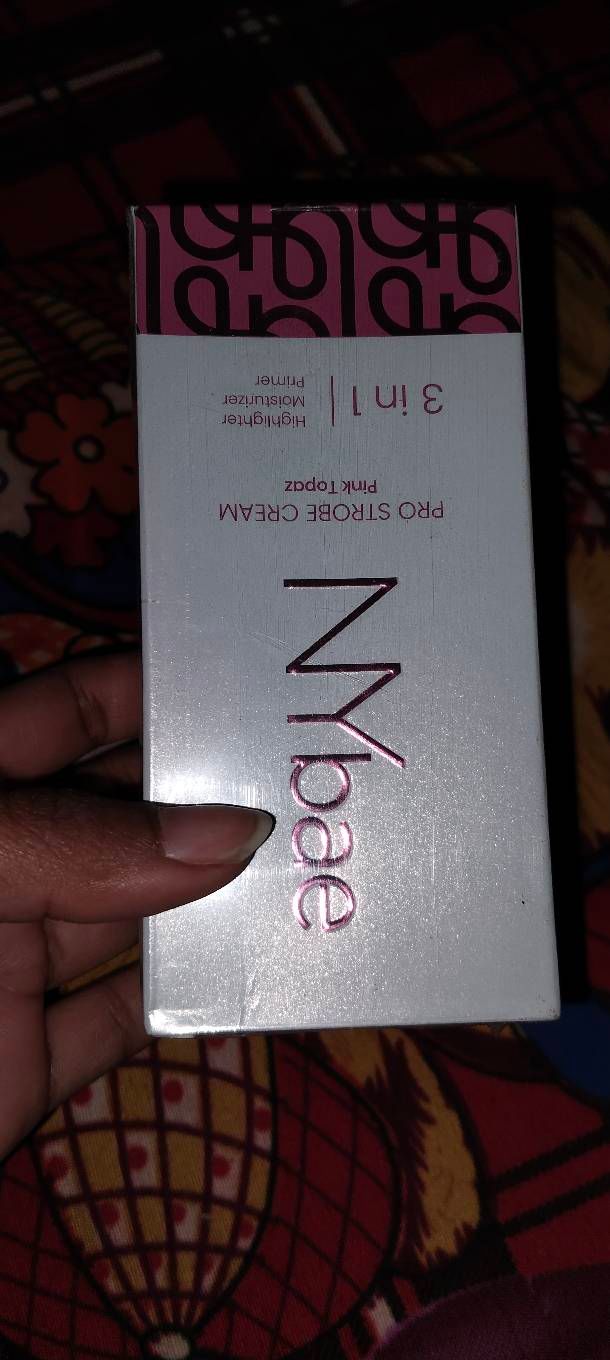 NYbae
PRO STROBE CREAM
Pink Topaz
3 in 1
Highlighter
Moisturizer
Primer